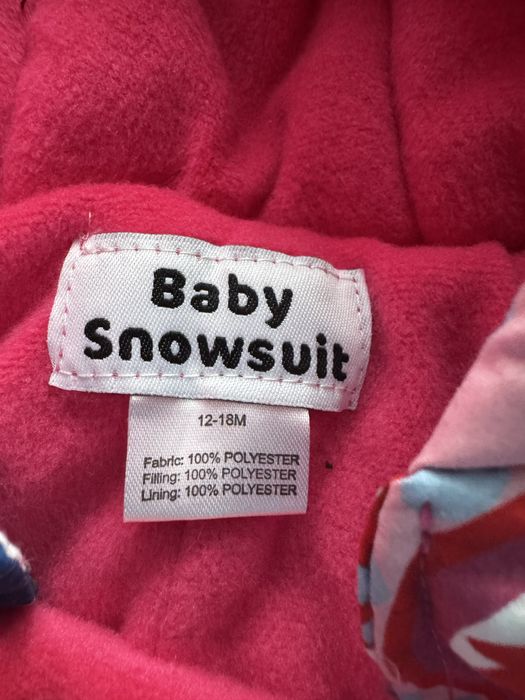 Baby
Snowsuit
12-18M
Fabric: 100% POLYESTER
Filling: 100% POLYESTER
Lining: 100% POLYESTER